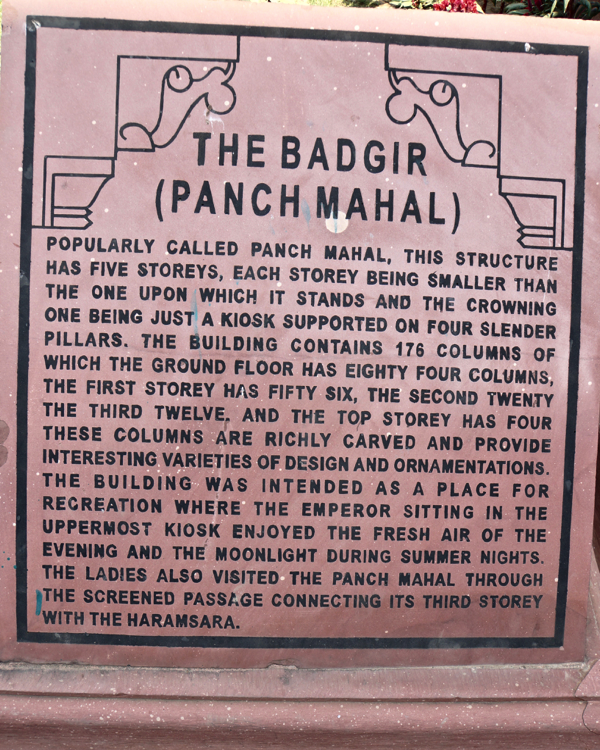 THE BADGIR
(PANCH MAHAL)
POPULARLY CALLED PANCH MAHAL, THIS STRUCTURE
HAS FIVE STOREYS, EACH STOREY BEING SMALLER THAN
THE ONE UPON WHICH IT STANDS AND THE CROWNING
ONE BEING JUST A KIOSK SUPPORTED ON FOUR SLENDER
PILLARS. THE BUILDING CONTAINS 176 COLUMNS OF
WHICH THE GROUND FLOOR HAS EIGHTY FOUR COLUMNS,
THE FIRST STOREY HAS FIFTY SIX, THE SECOND TWENTY
THE THIRD TWELVE, AND THE TOP STOREY HAS FOUR
THESE COLUMNS ARE RICHLY CARVED AND PROVIDE
INTERESTING VARIETIES OF DESIGN AND ORNAMENTATIONS.
THE BUILDING WAS INTENDED AS A PLACE FOR
RECREATION WHERE THE EMPEROR SITTING IN THE
UPPERMOST KIOSK ENJOYED THE FRESH AIR OF THE
EVENING AND THE MOONLIGHT DURING SUMMER NIGHTS.
THE LADIES ALSO VISITED THE PANCH MAHAL THROUGH
THE SCREENED PASSAGE CONNECTING ITS THIRD STOREY
WITH THE HARAMSARA.